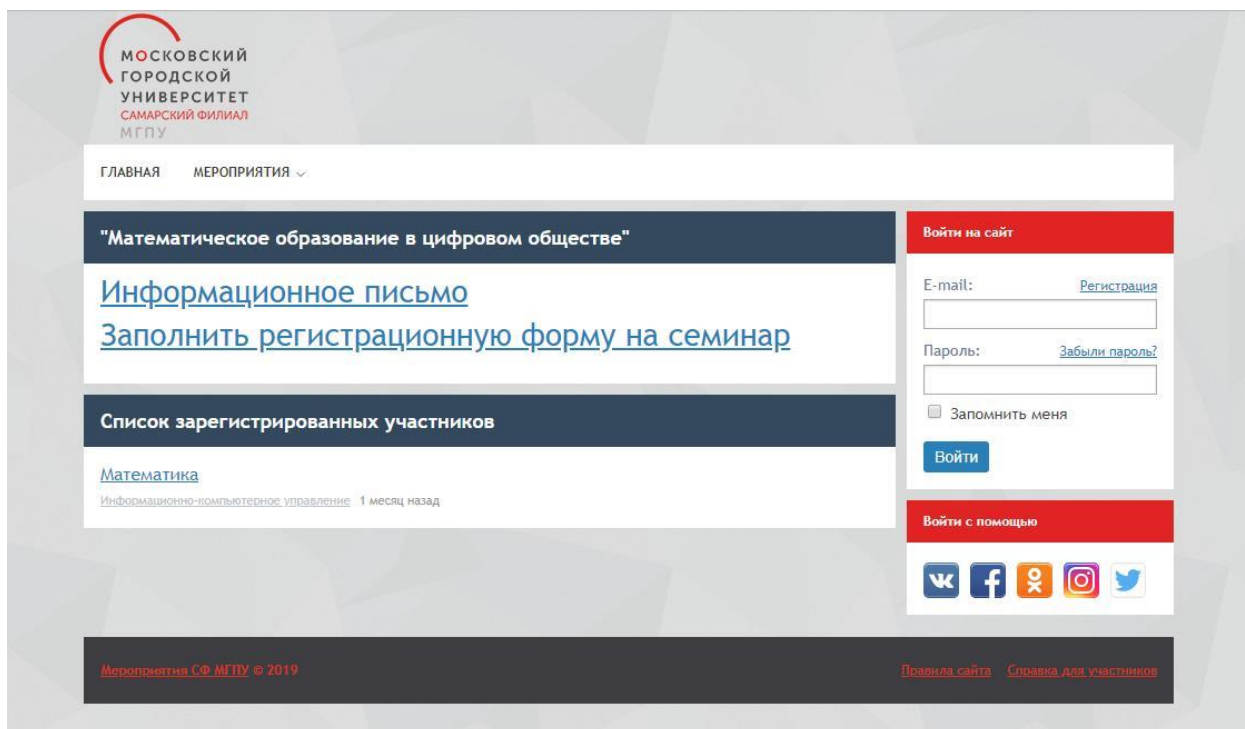 МОСКОВСКИЙ
ГОРОДСКОЙ
УНИВЕРСИТЕТ
САМАРСКИЙ ФИЛИАЛ
МГПУ
ГЛАВНАЯ МЕРОПРИЯТИЯ
"Математическое образование в цифровом обществе"
Информационное письмо
Заполнить регистрационную форму на семинар
Список зарегистрированных участников
Математика
Информационно-компьютерное управление 1 месяц назад
Войти на сайт
E-mail: Регистрация
Пароль: Забыли пароль?
Запомнить меня
Войти
Войти с помощью
Мероприятия СФ МГПУ © 2019
Правила сайта Справка для участников